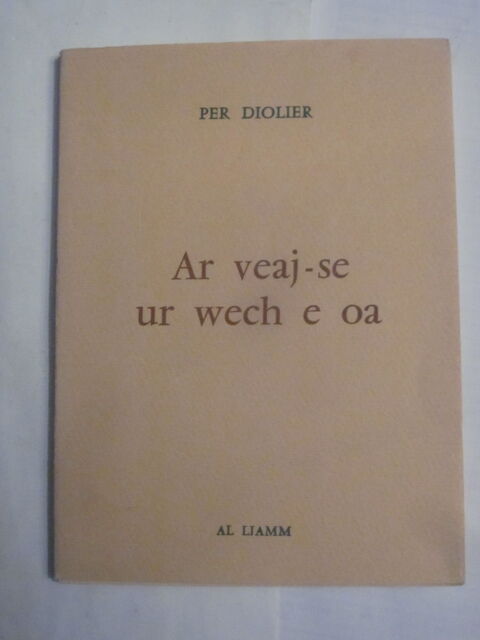 PER DIOLIER
Ar veaj-se
ur wech e oa
AL LIAMM